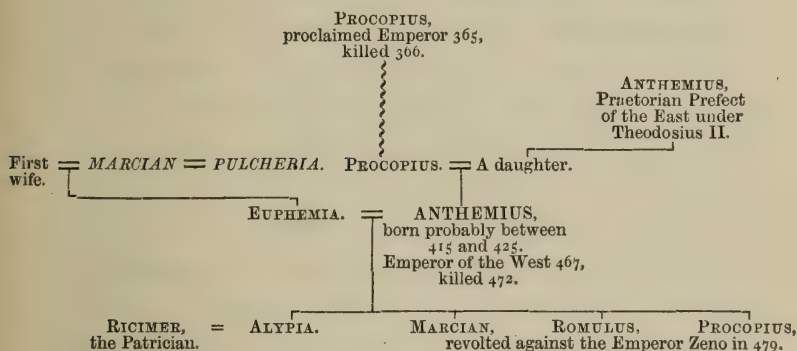 PROCOPIUS,
proclaimed Emperor 365,
killed 366.
ANTHEMIUS,
Praetorian Prefect
of the East under
Theodosius II.
First = MARCIAN = PULCHERIA. PROCOPIUS. = A daughter.
wife.
EUPHEMIA. = ANTHEMIUS,
born probably between
415 and 425.
Emperor of the West 467,
killed 472.
RICIMER, = ALYPIA. MARCIAN, ROMULUS, PROCOPIUS,
the Patrician. revolted against the Emperor Zeno in 479.